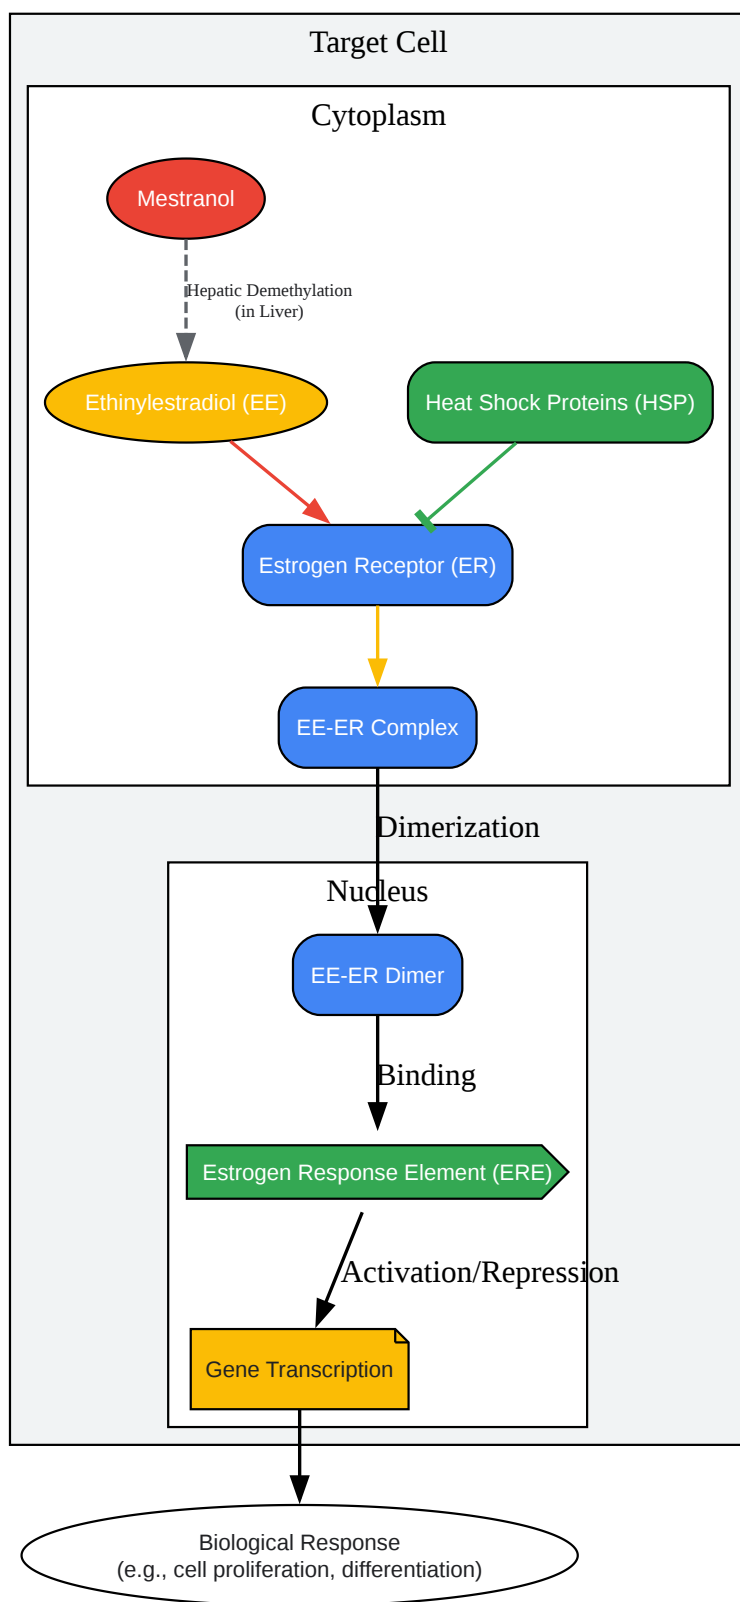 Target Cell
Cytoplasm
Mestranol
Hepatic Demethylation
(in Liver)
Ethinylestradiol (EE)
Heat Shock Proteins (HSP)
Estrogen Receptor (ER)
EE-ER Complex
Dimerization
Nucleus
EE-ER Dimer
Binding
Estrogen Response Element (ERE)
Activation/Repression
Gene Transcription
Biological Response
(e.g., cell proliferation, differentiation)